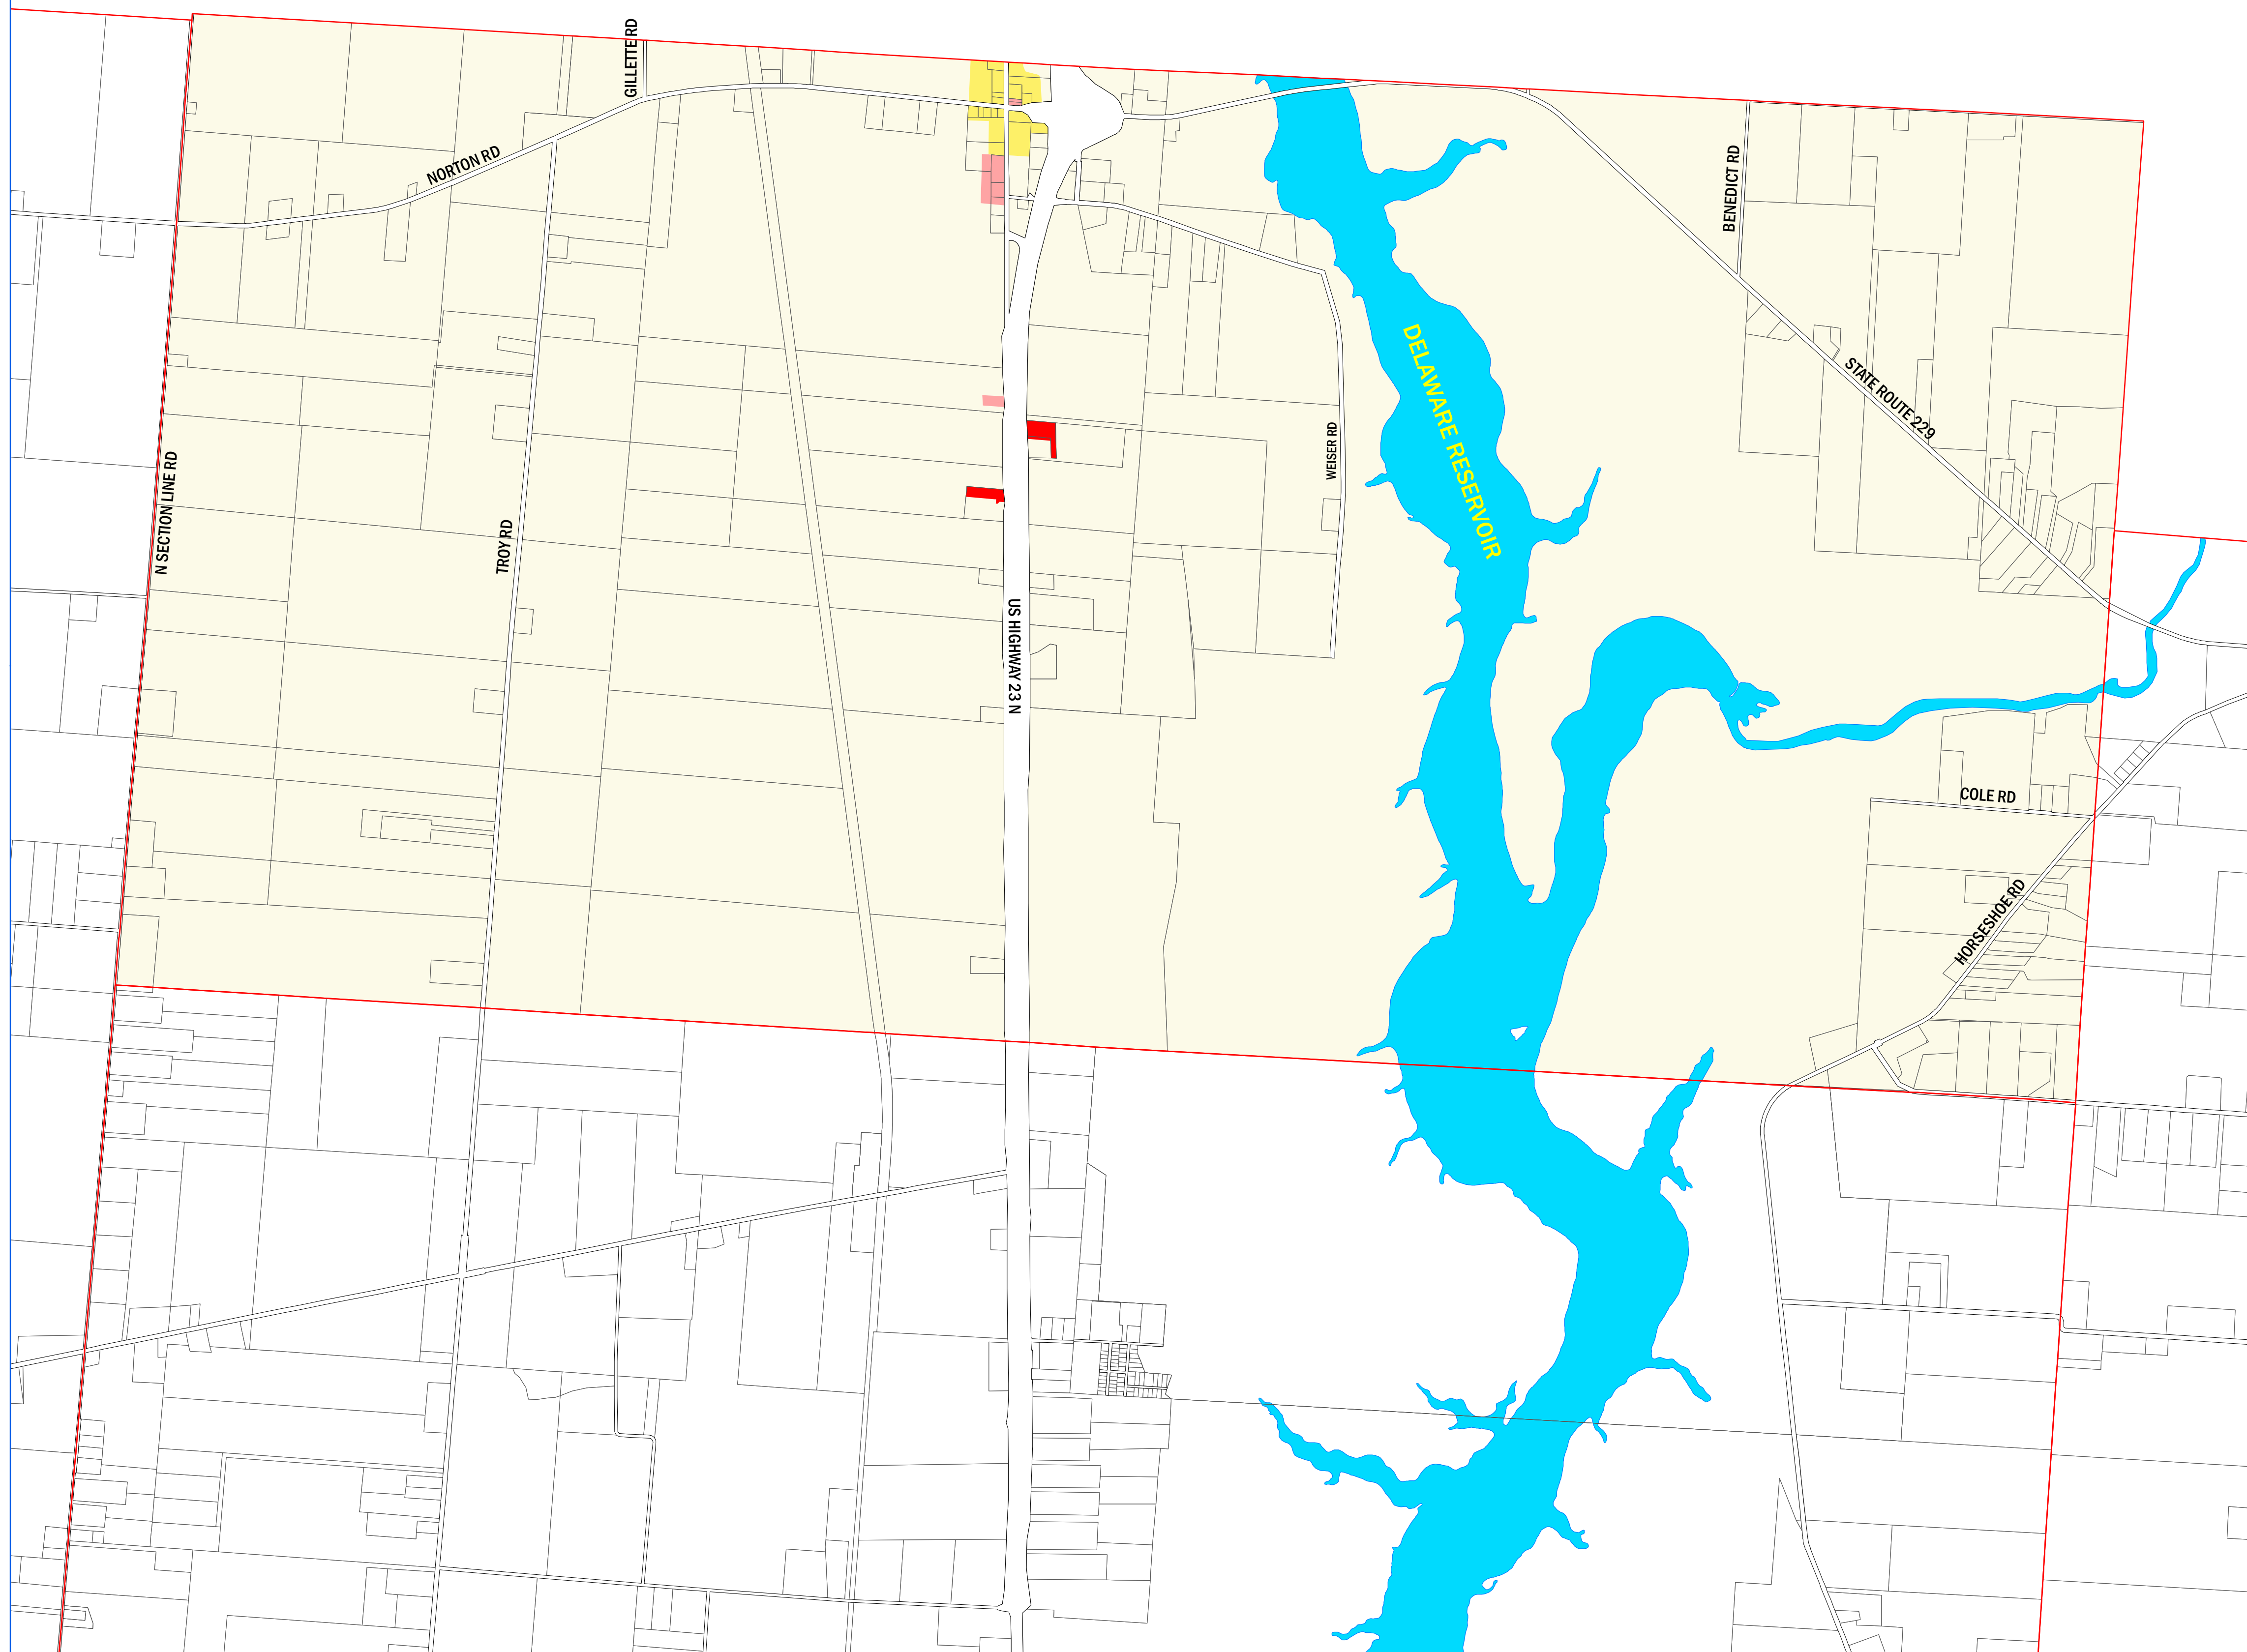 GILLETTE RD
NORTON RD
BENEDICT RD
DELAWARE RESERVOIR
STATE ROUTE 229
WEISER RD
N SECTION LINE RD
TROY RD
US HIGHWAY 23 N
COLE RD
HORSESHOE RD